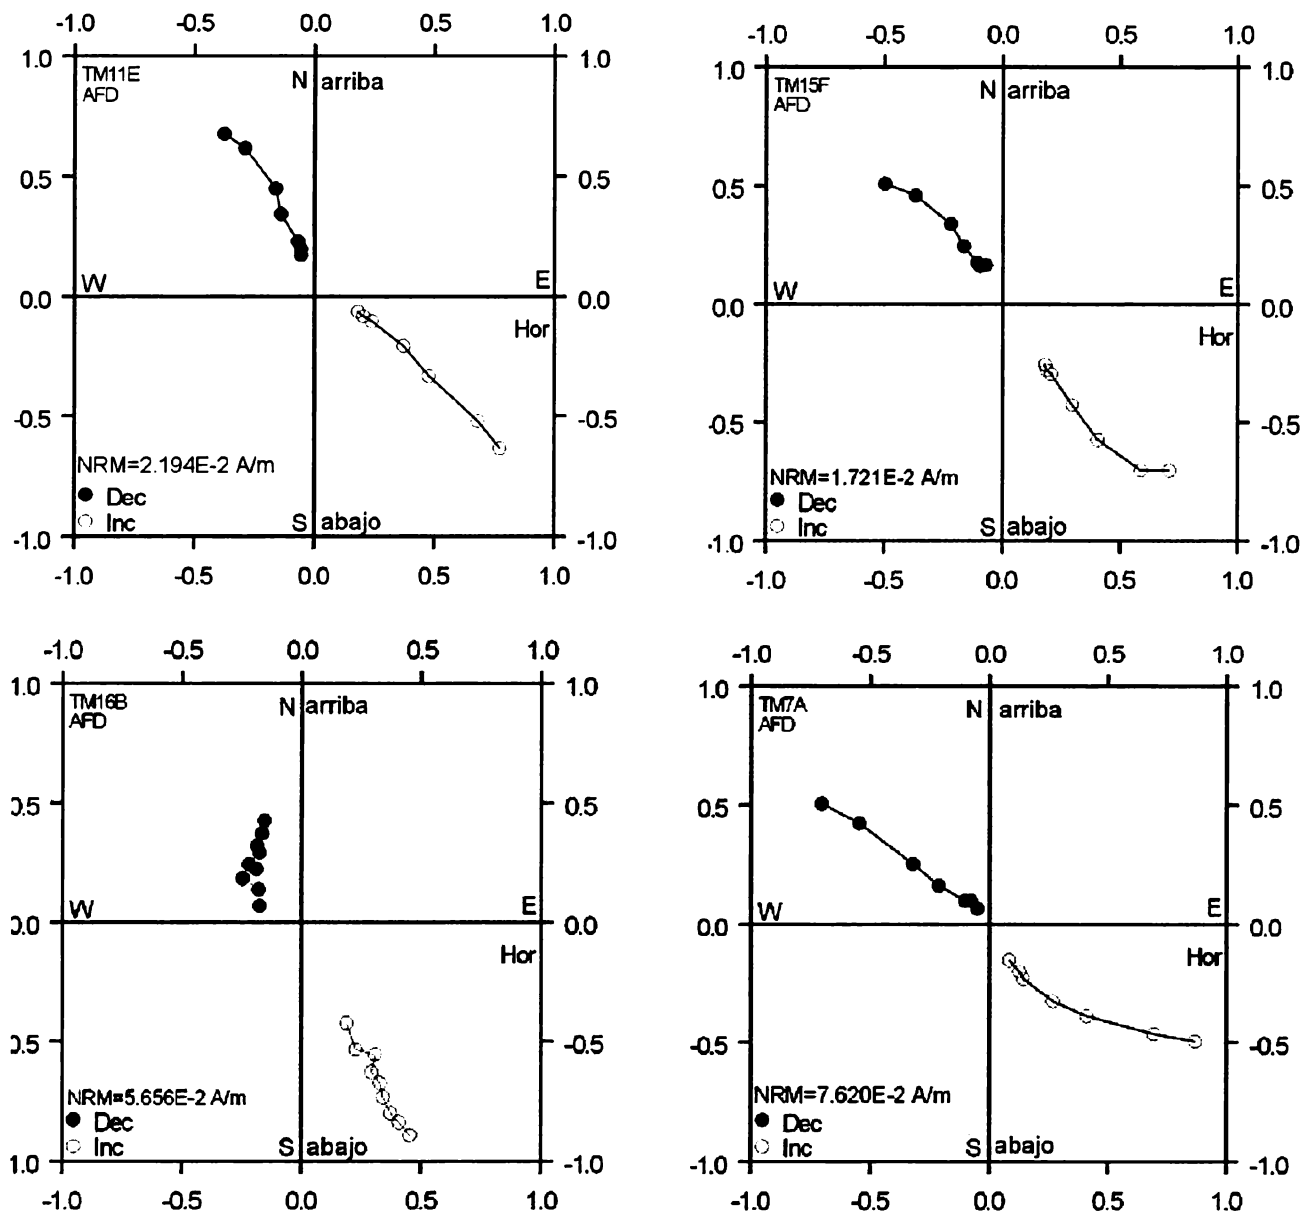 -1.0 -0.5 0.0 0.5 1.0
1.0 1.0
TM11E
AFD
N arriba
0.5 0.5
W E
0.0 0.0
Hor
-0.5 -0.5
NRM=2.194E-2 A/m
Dec
Inc
S abajo
-1.0 -1.0
-1.0 -0.5 0.0 0.5 1.0
-1.0 -0.5 0.0 0.5 1.0
1.0 1.0
TM15F
AFD
N arriba
0.5 0.5
W E
0.0 0.0
Hor
-0.5 -0.5
NRM=1.721E-2 A/m
Dec
Inc
S abajo
-1.0 -1.0
-1.0 -0.5 0.0 0.5 1.0
-1.0 -0.5 0.0 0.5 1.0
1.0 1.0
TM16B
AFD
N arriba
0.5 0.5
W E
0.0 0.0
Hor
0.5 -0.5
NRM=5.656E-2 A/m
Dec
Inc
S abajo
1.0 -1.0
-1.0 -0.5 0.0 0.5 1.0
-1.0 -0.5 0.0 0.5 1.0
1.0 1.0
TM7A
AFD
N arriba
0.5 0.5
W E
0.0 0.0
Hor
-0.5 -0.5
NRM=7.620E-2 A/m
Dec
Inc
S abajo
-1.0 -1.0
-1.0 -0.5 0.0 0.5 1.0